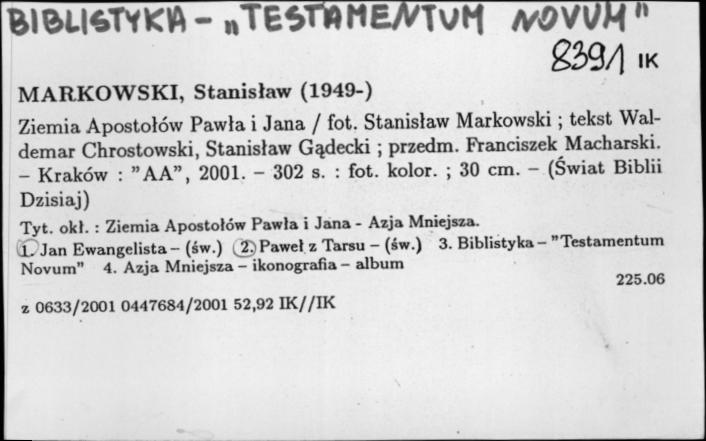 BIBLISTYKA – „TESTAMENTUM NOVUM"
8391 IK
MARKOWSKI, Stanisław (1949-)
Ziemia Apostołów Pawła i Jana / fot. Stanisław Markowski ; tekst Wal-
demar Chrostowski, Stanisław Gądecki ; przedm. Franciszek Macharski.
– Kraków : ”AA”, 2001. – 302 s. : fot. kolor. ; 30 cm. – (Świat Biblii
Dzisiaj)
Tyt. okł. : Ziemia Apostołów Pawła i Jana - Azja Mniejsza.
1. Jan Ewangelista – (św.) 2. Paweł z Tarsu – (św.) 3. Biblistyka – ”Testamentum
Novum” 4. Azja Mniejsza – ikonografia – album
225.06
z 0633/2001 0447684/2001 52,92 IK//IK